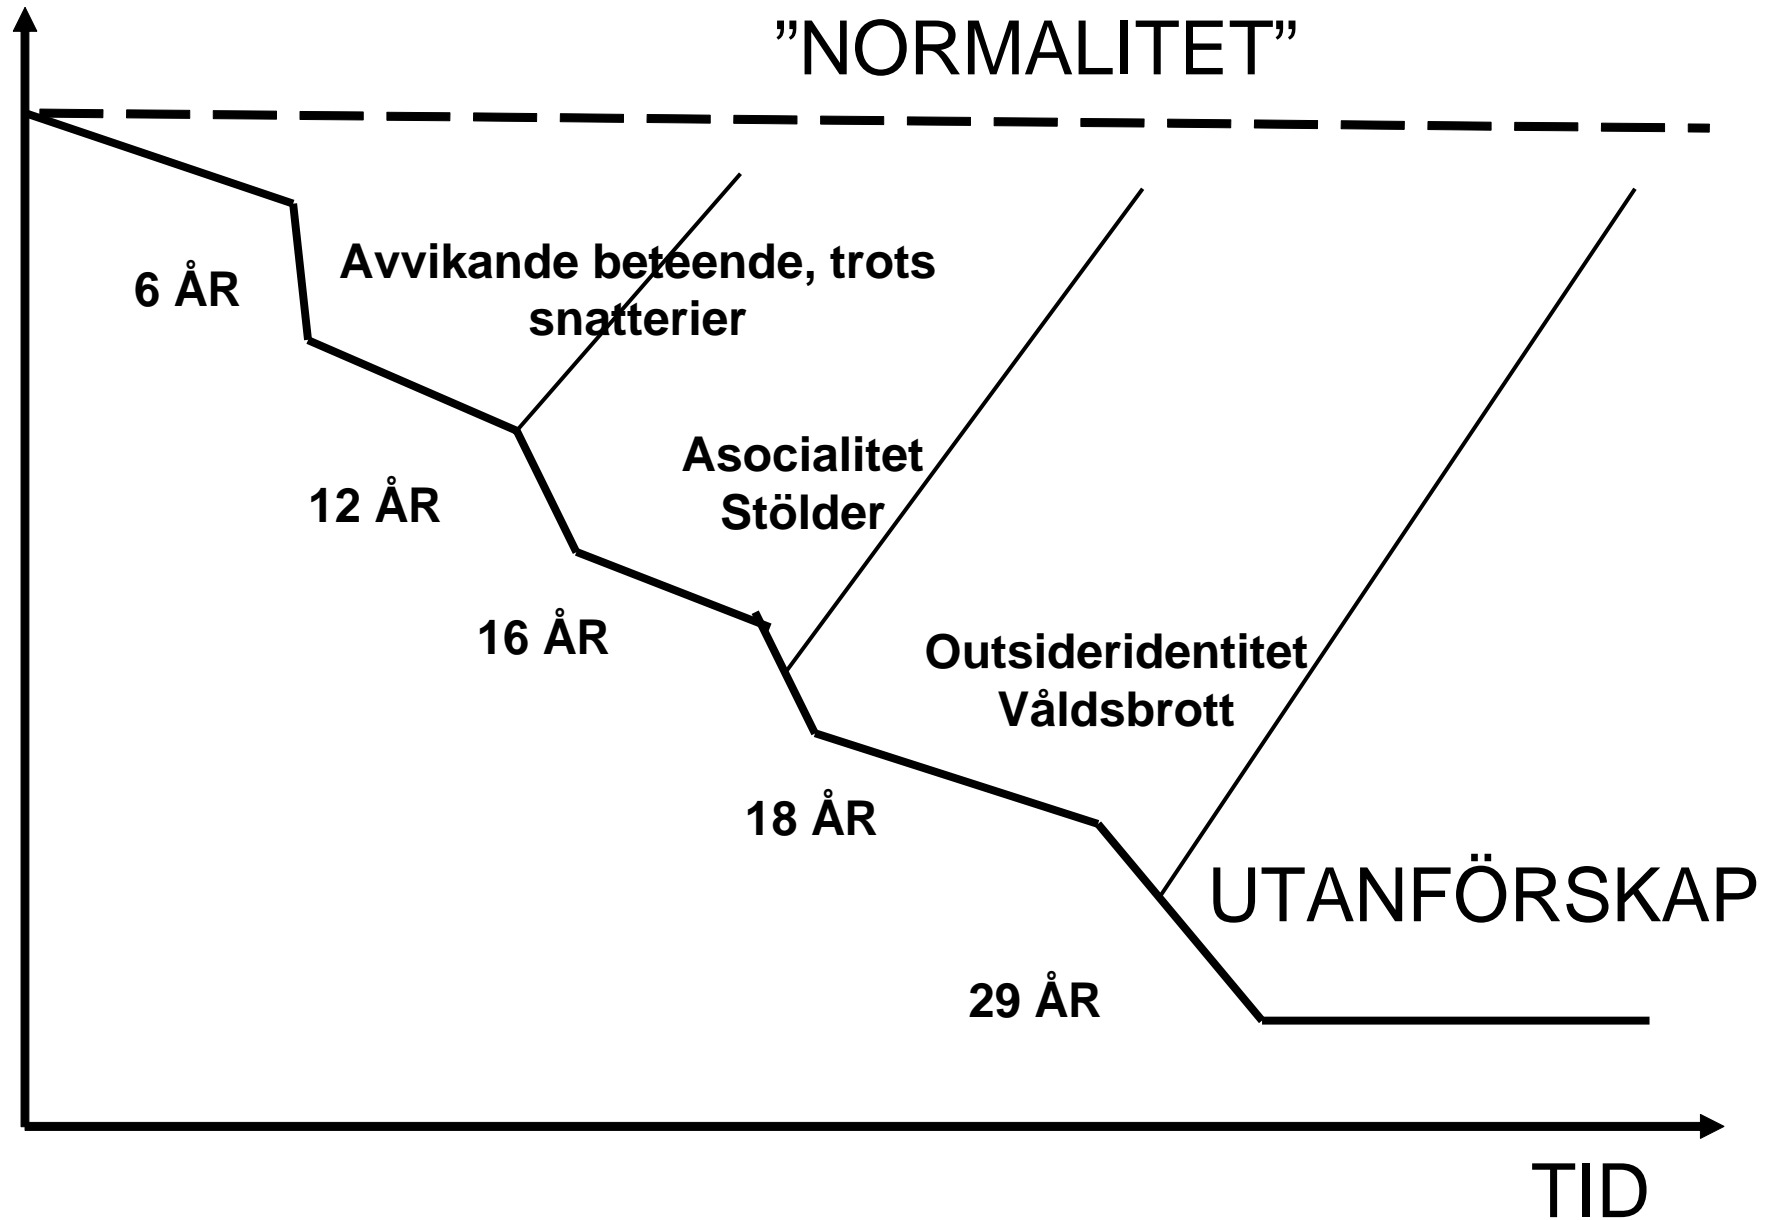 ”NORMALITET”
Avvikande beteende, trots
snatterier
6 ÅR
Asocialitet
Stölder
12 ÅR
16 ÅR
Outsideridentitet
Våldsbrott
18 ÅR
UTANFÖRSKAP
29 ÅR
TID